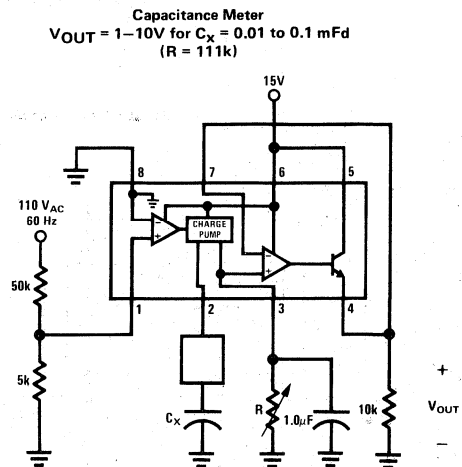 Capacitance Meter
VOUT = 1–10V for CX = 0.01 to 0.1 mFd
(R = 111k)
15V
8 7 6 5
110 VAC
60 Hz
CHARGE
PUMP
50k
1 2 3 4
5k
CX
R
1.0μF
10k
+
VOUT
–